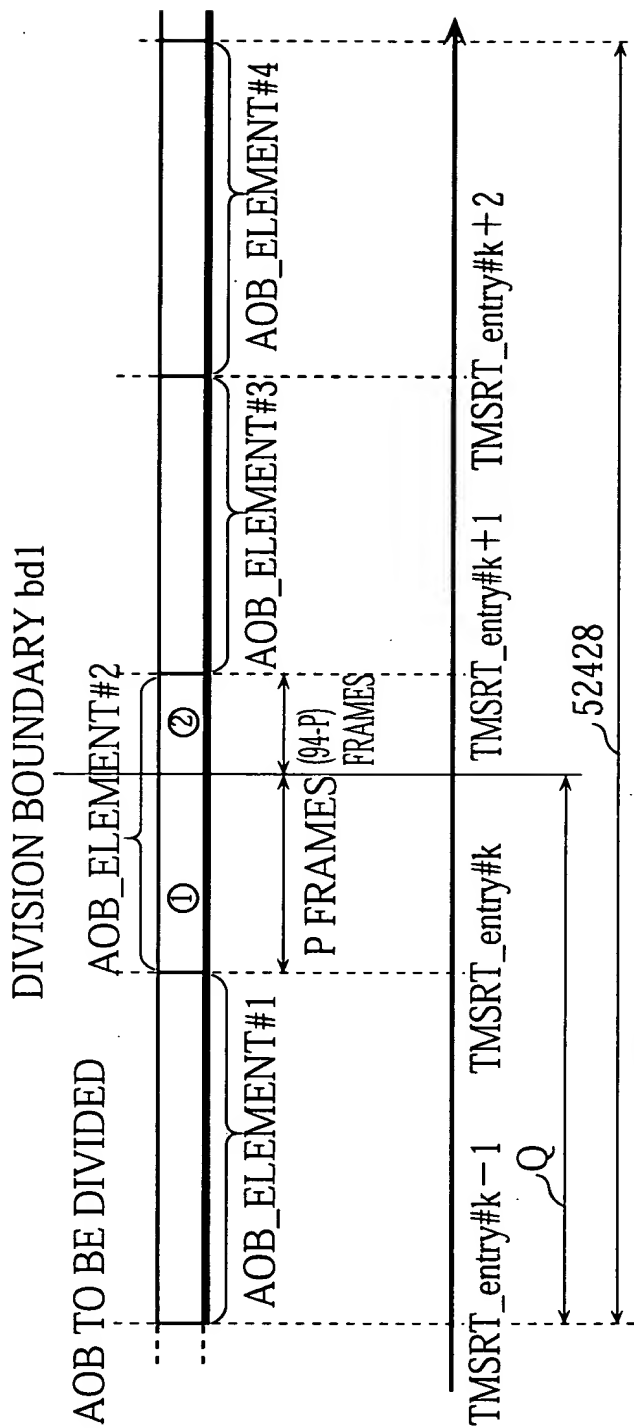 DIVISION BOUNDARY bd1
AOB TO BE DIVIDED
AOB_ELEMENT#2
① ②
AOB_ELEMENT#1 AOB_ELEMENT#3 AOB_ELEMENT#4
P FRAMES (94-P) FRAMES
TMSRT_entry#k-1 TMSRT_entry#k TMSRT_entry#k+1 TMSRT_entry#k+2
Q
52428